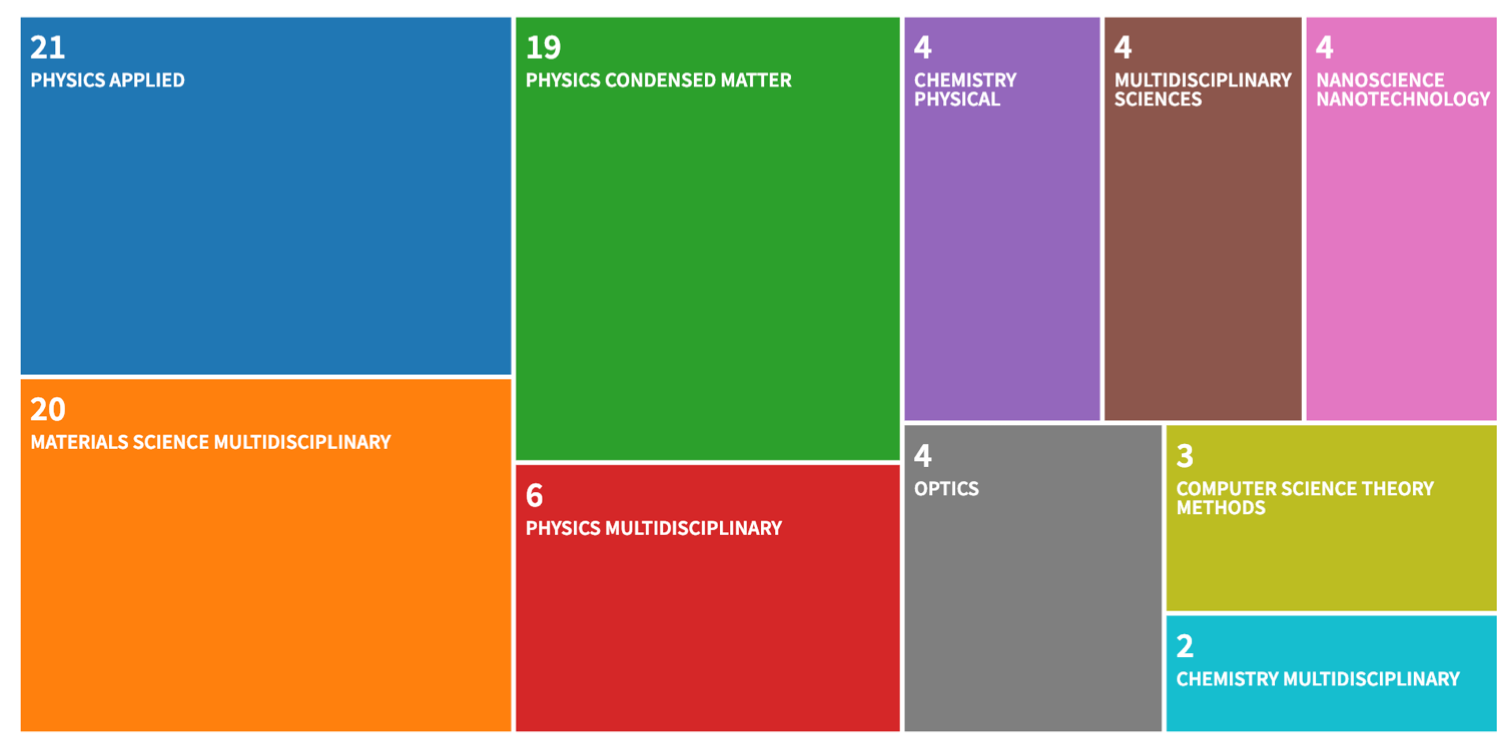 21
PHYSICS APPLIED
20
MATERIALS SCIENCE MULTIDISCIPLINARY
19
PHYSICS CONDENSED MATTER
6
PHYSICS MULTIDISCIPLINARY
4
CHEMISTRY
PHYSICAL
4
MULTIDISCIPLINARY
SCIENCES
4
NANOSCIENCE
NANOTECHNOLOGY
4
OPTICS
3
COMPUTER SCIENCE THEORY
METHODS
2
CHEMISTRY MULTIDISCIPLINARY